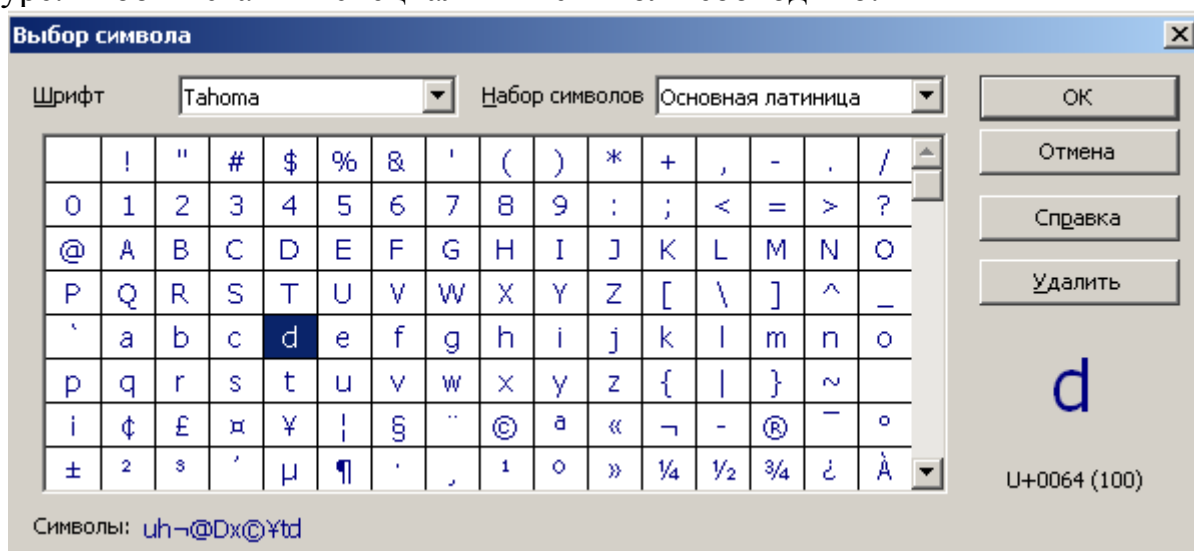 Выбор символа
Шрифт Tahoma Набор символов Основная латиница ОК
! " # $ % & ' ( ) * + , - . / Отмена
0 1 2 3 4 5 6 7 8 9 : ; < = > ?
Справка
@ A B C D E F G H I J K L M N O
P Q R S T U V W X Y Z [ \ ] ^ _ Удалить
` a b c d e f g h i j k l m n o
p q r s t u v w x y z { | } ~
d
¡ ¢ £ ¤ ¥ ¦ § ¨ © ª « ¬ - ® ¯ °
± ² ³ ´ µ ¶ · ¸ ¹ º » ¼ ½ ¾ ¿ À
U+0064 (100)
Символы: uh¬@Dx©¥td